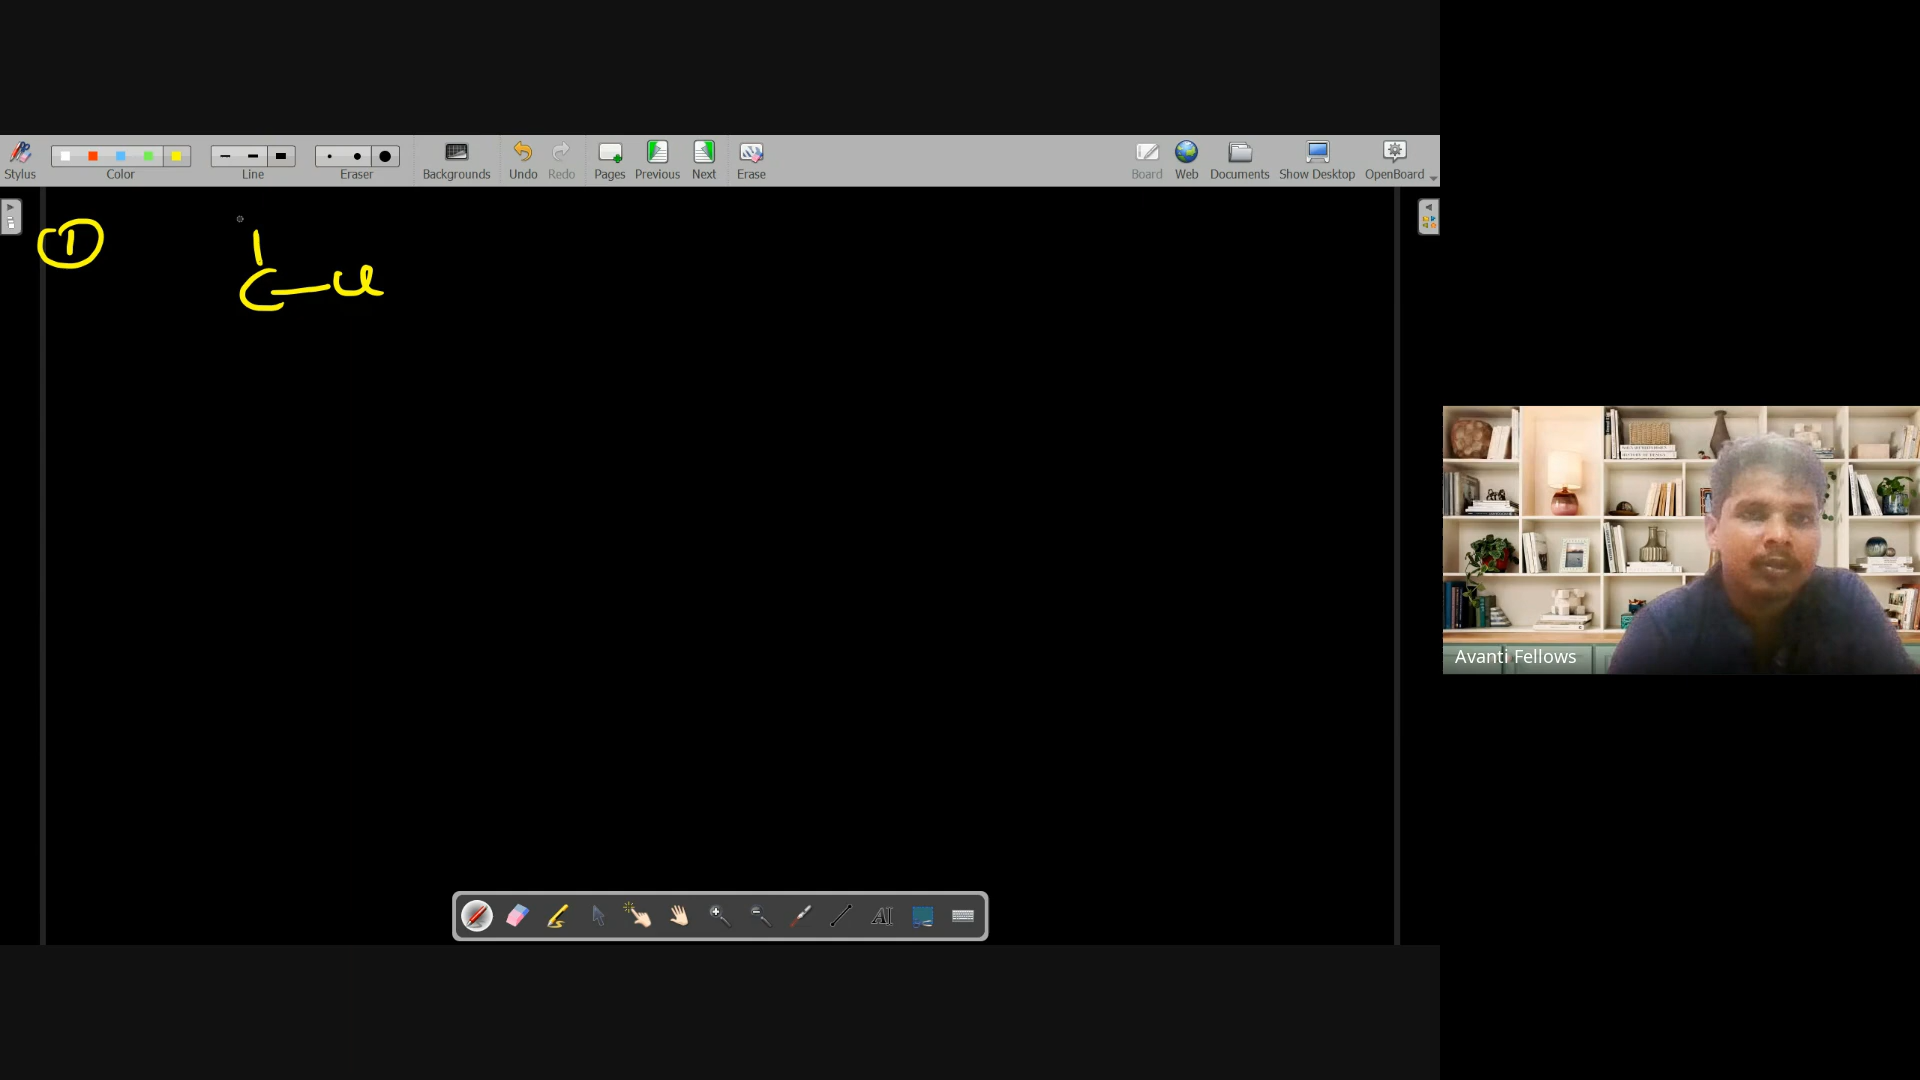 Stylus Color Line Eraser Backgrounds Undo Redo Pages Previous Next Erase Board Web Documents Show Desktop OpenBoard
①
C—Cl
Avanti Fellows